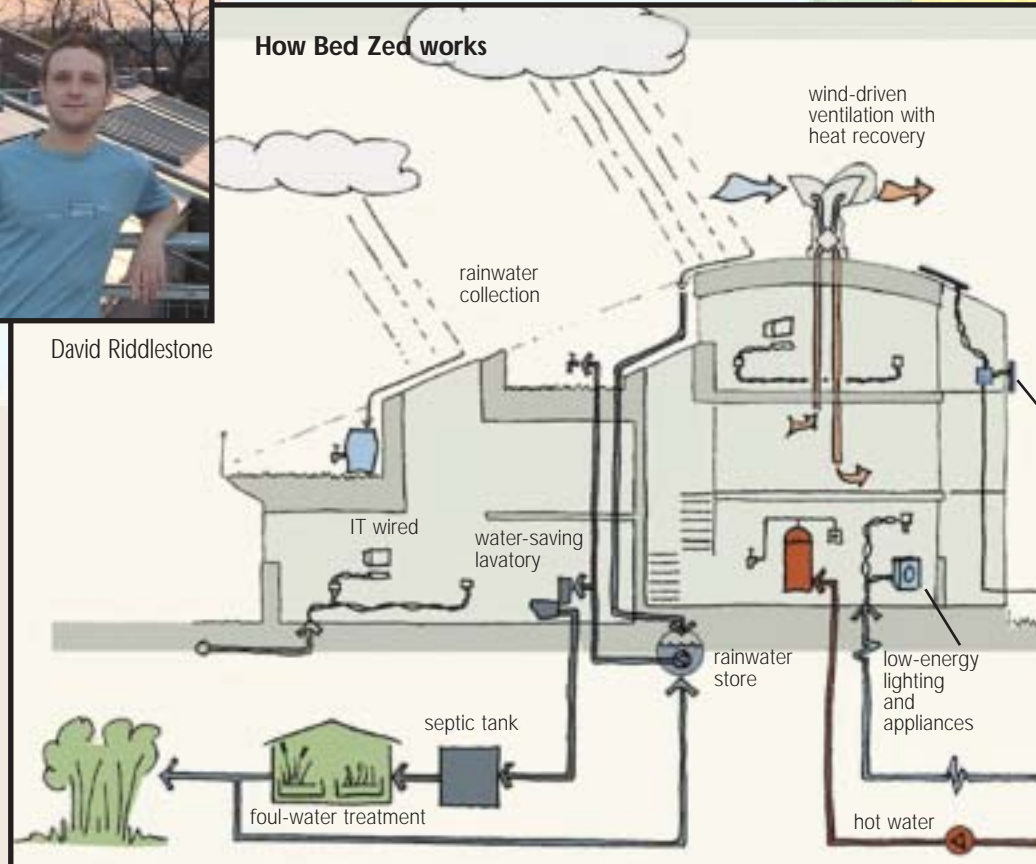 How Bed Zed works
wind-driven
ventilation with
heat recovery
rainwater
collection
David Riddlestone
IT wired
water-saving
lavatory
rainwater
store
low-energy
lighting
and
appliances
septic tank
foul-water treatment
hot water